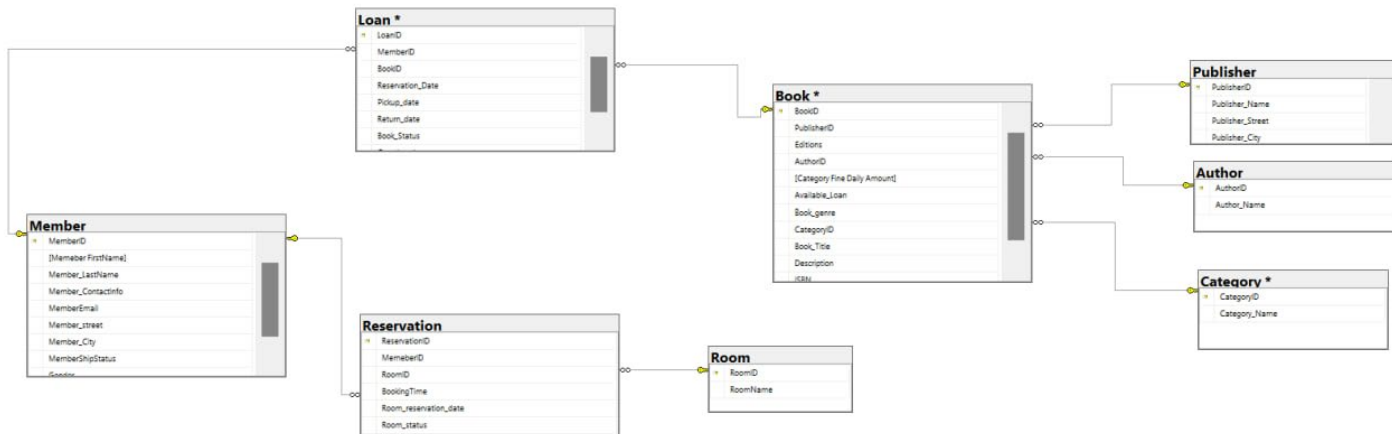 Loan *
LoanID
MemberID
BookID
Reservation_Date
Pickup_date
Return_date
Book_Status
Book *
BookID
PublisherID
Editions
AuthorID
[Category Fine Daily Amount]
Available_Loan
Book_genre
CategoryID
Book_Title
Description
ISBN
Publisher
PublisherID
Publisher_Name
Publisher_Street
Publisher_City
Author
AuthorID
Author_Name
Category *
CategoryID
Category_Name
Member
MemberID
[Memeber FirstName]
Member_LastName
Member_ContactInfo
MemberEmail
Member_street
Member_City
MemberShipStatus
Gender
Reservation
ReservationID
MemeberID
RoomID
BookingTime
Room_reservation_date
Room_status
Room
RoomID
RoomName